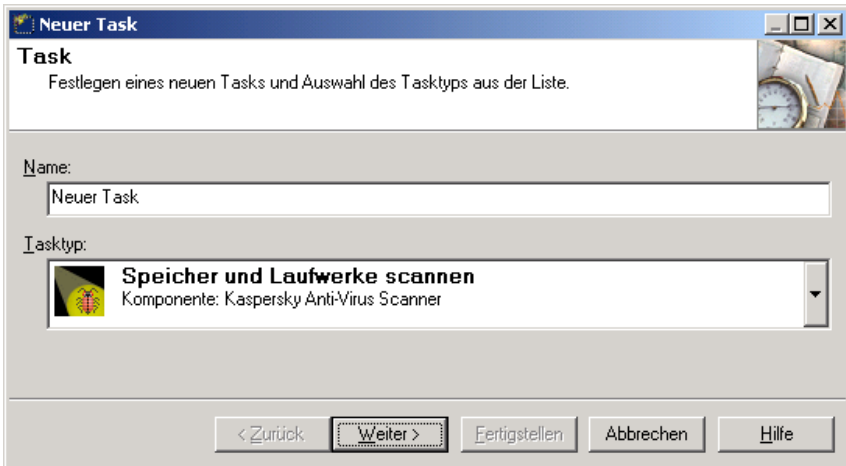 Neuer Task
Task
Festlegen eines neuen Tasks und Auswahl des Tasktyps aus der Liste.
Name:
Neuer Task
Tasktyp:
Speicher und Laufwerke scannen
Komponente: Kaspersky Anti-Virus Scanner
< Zurück Weiter > Fertigstellen Abbrechen Hilfe